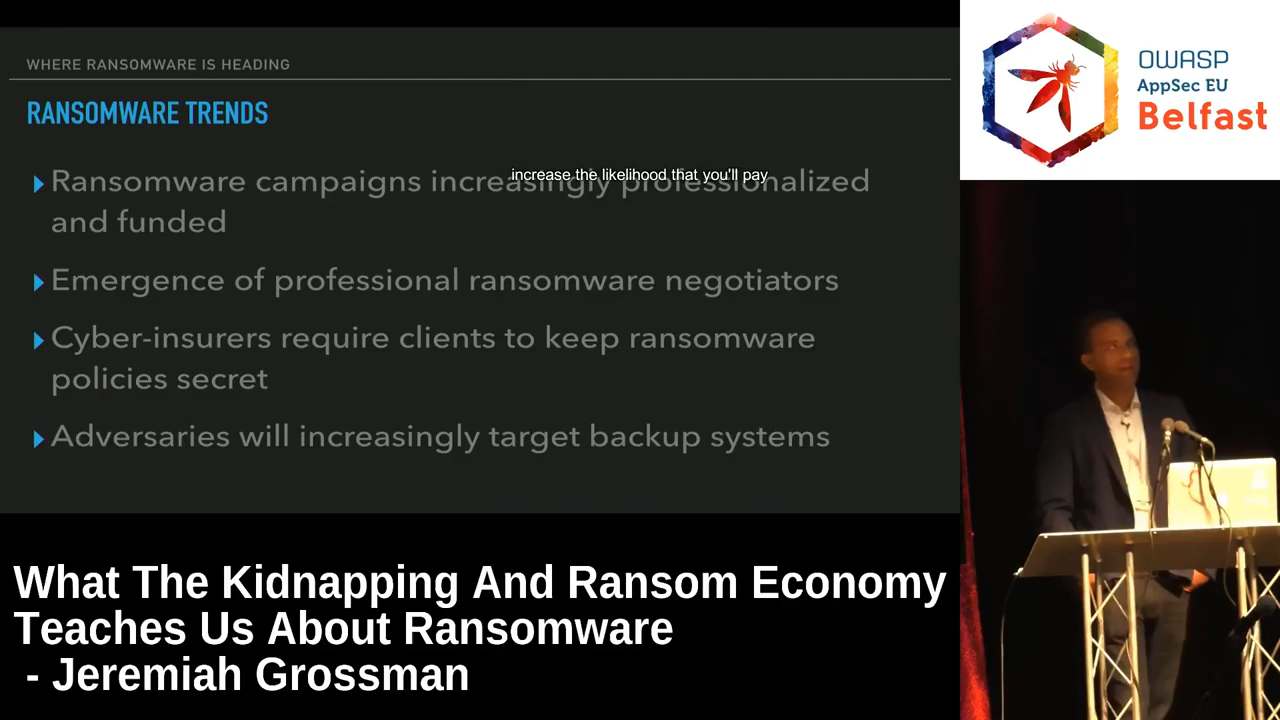 WHERE RANSOMWARE IS HEADING
RANSOMWARE TRENDS
Ransomware campaigns increasingly professionalized
and funded
increase the likelihood that you'll pay
Emergence of professional ransomware negotiators
Cyber-insurers require clients to keep ransomware
policies secret
Adversaries will increasingly target backup systems
OWASP
AppSec EU
Belfast
What The Kidnapping And Ransom Economy
Teaches Us About Ransomware
- Jeremiah Grossman